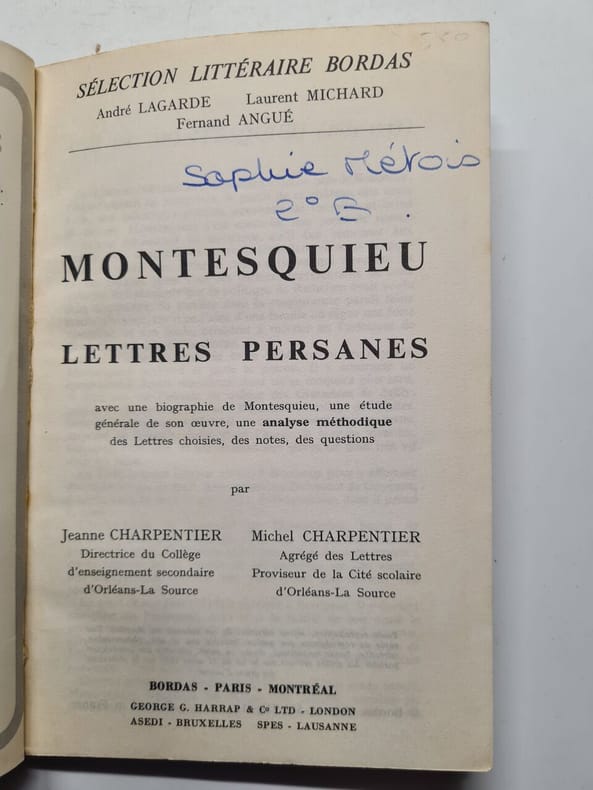 SÉLECTION LITTÉRAIRE BORDAS
André LAGARDE Laurent MICHARD
Fernand ANGUÉ
Sophie Métois
2° E.
MONTESQUIEU
LETTRES PERSANES
avec une biographie de Montesquieu, une étude
générale de son œuvre, une analyse méthodique
des Lettres choisies, des notes, des questions
par
Jeanne CHARPENTIER
Directrice du Collège
d'enseignement secondaire
d'Orléans-La Source
Michel CHARPENTIER
Agrégé des Lettres
Proviseur de la Cité scolaire
d'Orléans-La Source
BORDAS - PARIS - MONTRÉAL
GEORGE G. HARRAP & Co LTD - LONDON
ASEDI - BRUXELLES SPES - LAUSANNE